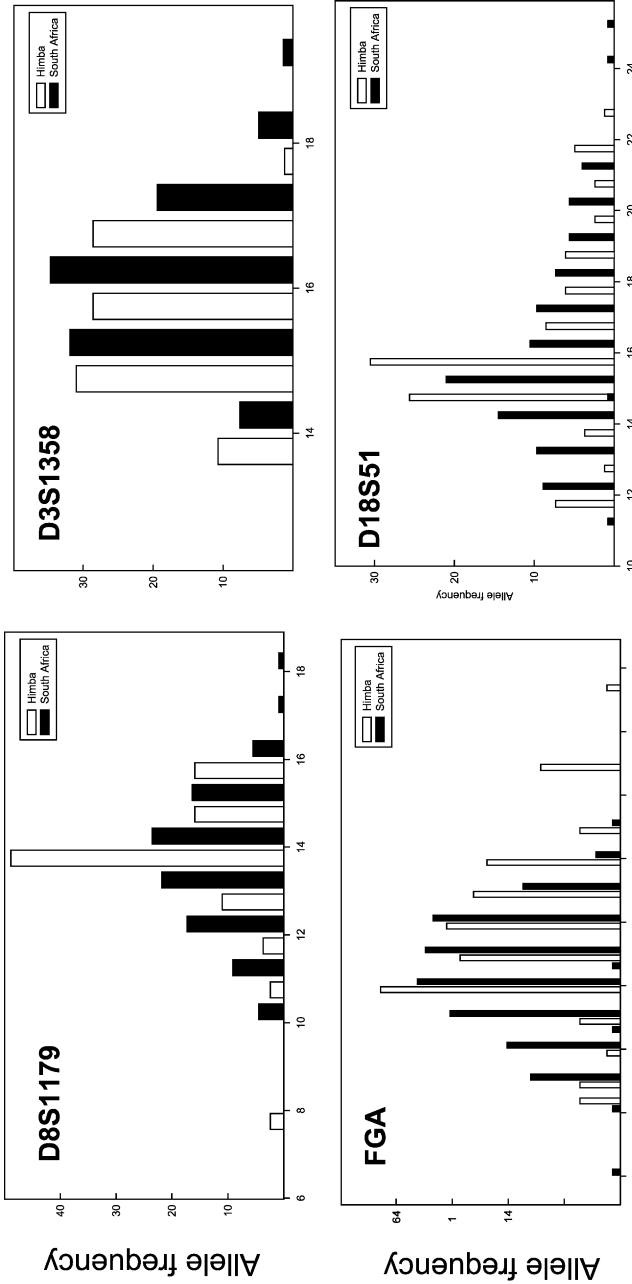 D8S1179
Himba
South Africa
Allele frequency
40
30
20
10
6 8 10 12 14 16 18
D3S1358
Himba
South Africa
30
20
10
14 16 18
FGA
Himba
South Africa
Allele frequency
64
1
14
D18S51
Himba
South Africa
Allele frequency
30
20
10
10 12 14 16 18 20 22 24